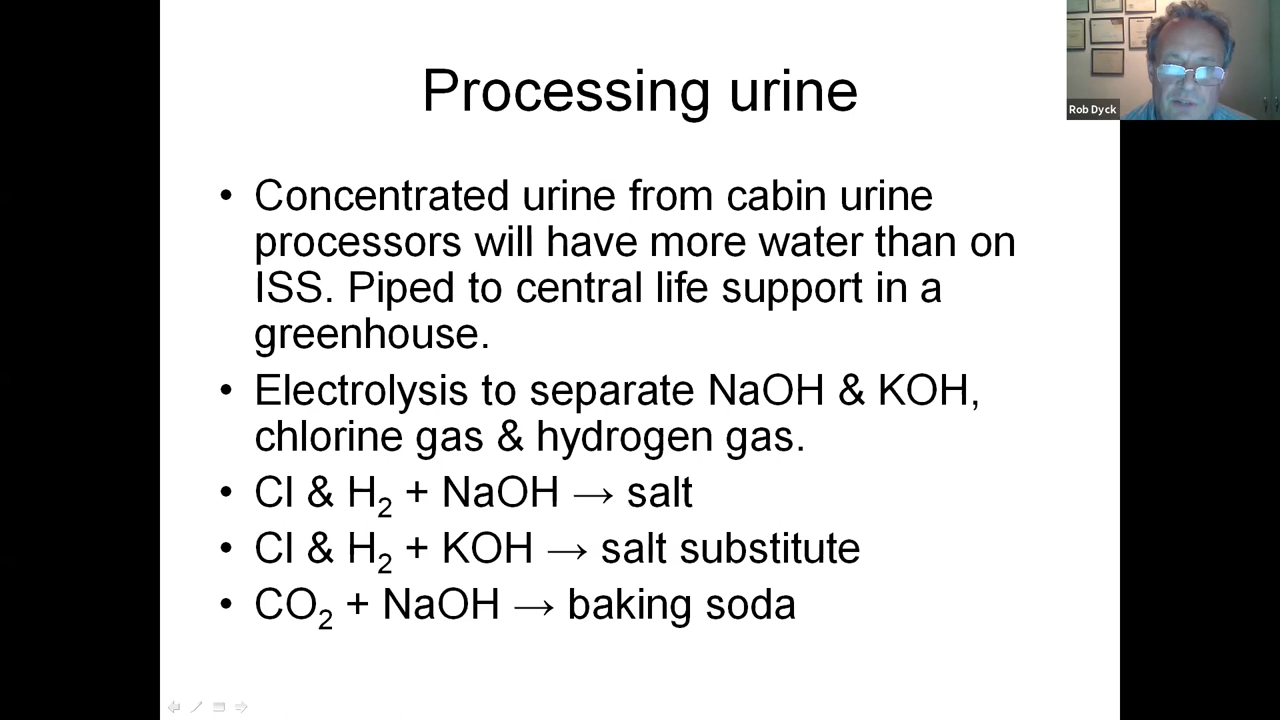 Processing urine
• Concentrated urine from cabin urine
processors will have more water than on
ISS. Piped to central life support in a
greenhouse.
• Electrolysis to separate NaOH & KOH,
chlorine gas & hydrogen gas.
• Cl & H₂ + NaOH → salt
• Cl & H₂ + KOH → salt substitute
• CO₂ + NaOH → baking soda
Rob Dyck